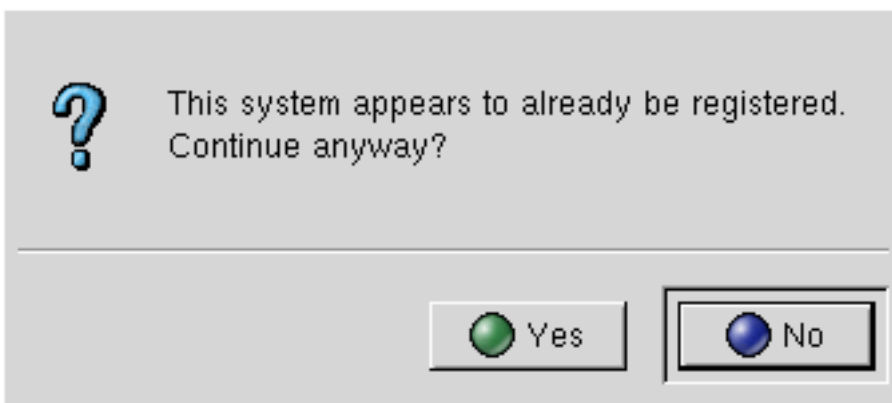 This system appears to already be registered.
Continue anyway?
Yes
No